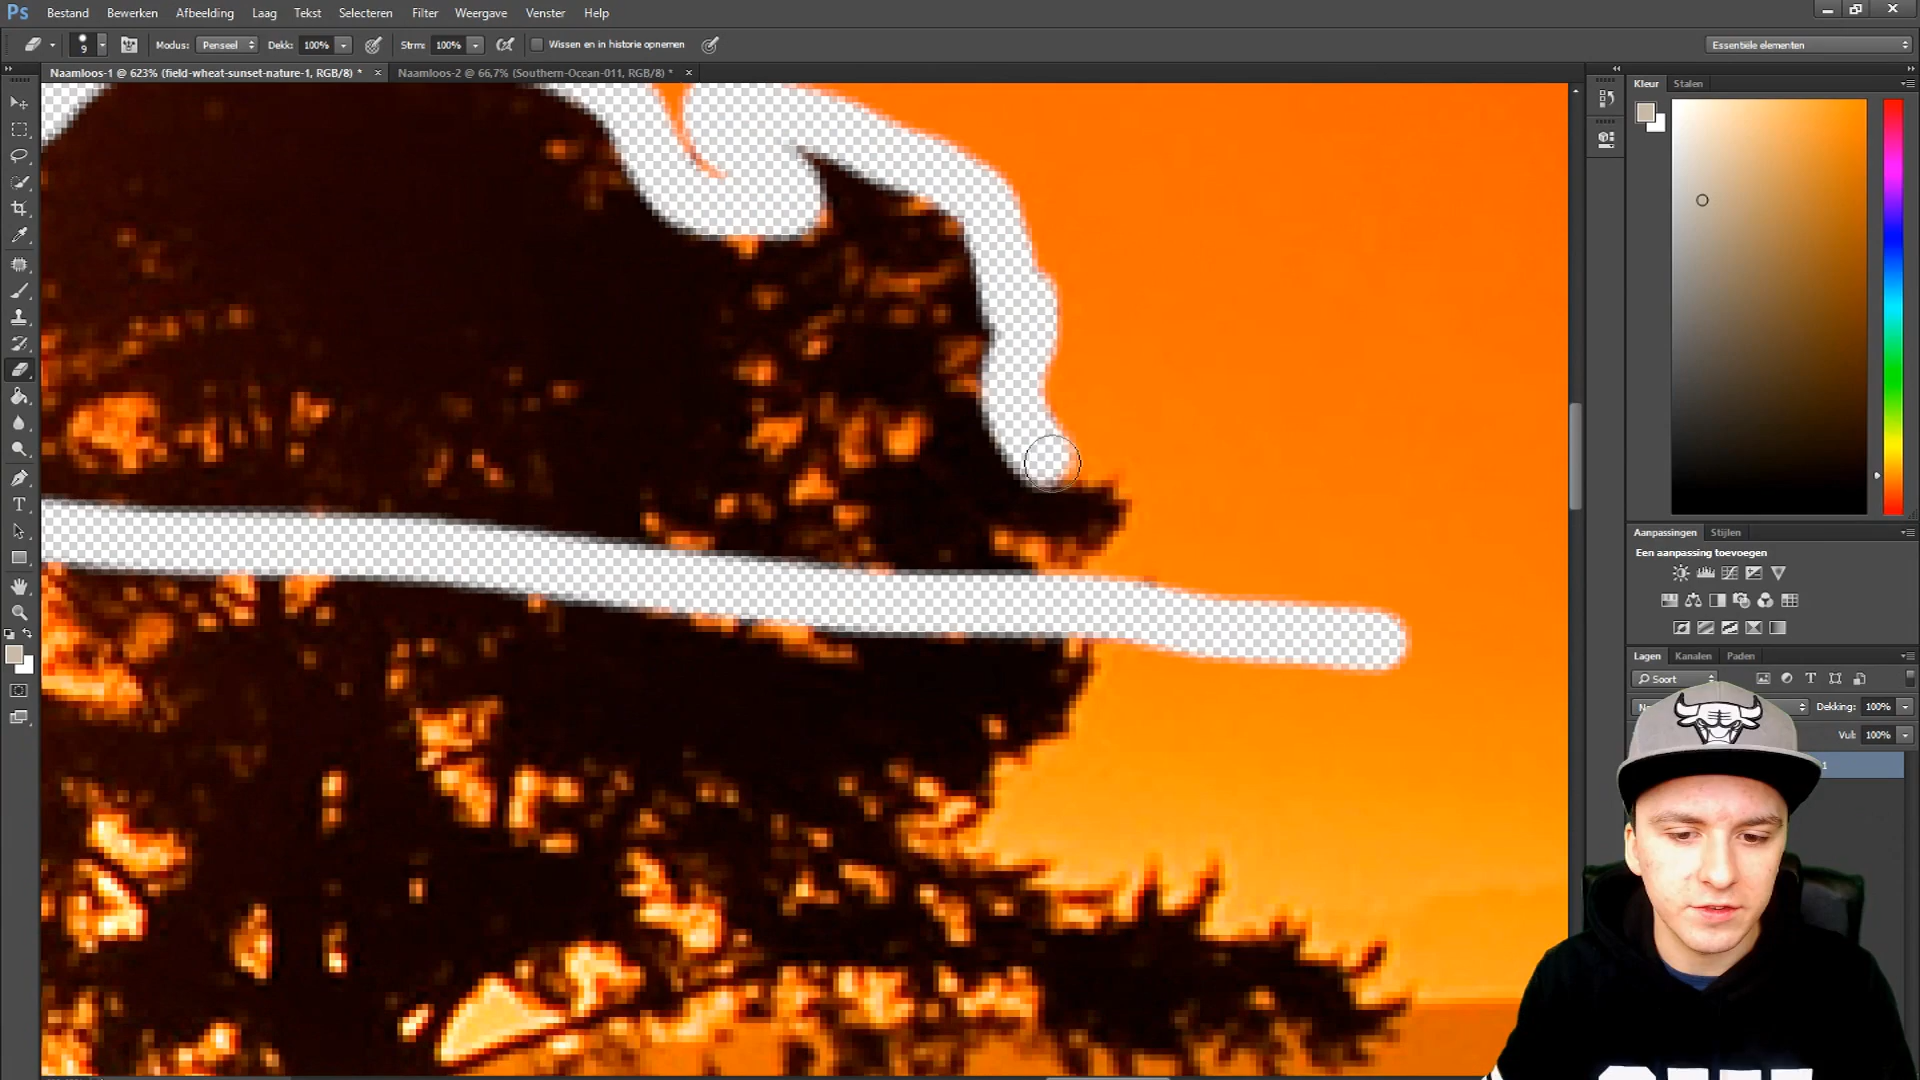 Ps Bestand Bewerken Afbeelding Laag Tekst Selecteren Filter Weergave Venster Help
9 Modus: Penseel Dekk: 100% Strm: 100% Wissen en in historie opnemen Essentiële elementen
Naamloos-1 @ 623% (field-wheat-sunset-nature-1, RGB/8) * × Naamloos-2 @ 66,7% (Southern-Ocean-011, RGB/8) * ×
Kleur Stalen
Aanpassingen Stijlen
Een aanpassing toevoegen
Lagen Kanalen Paden
Soort
Dekking: 100%
Vul: 100%
1